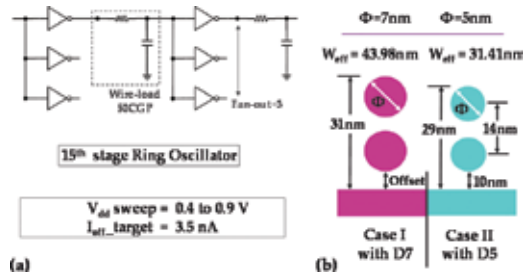 Wire-load
50CGP
Fan-out-3
15th stage Ring Oscillator
Vdd sweep = 0.4 to 0.9 V
Ioff_target = 3.5 nA
(a)
Φ=7nm
Φ=5nm
Weff = 43.98nm
Weff = 31.41nm
Φ
Φ
31nm
29nm
14nm
Offset
10nm
Case I
with D7
Case II
with D5
(b)